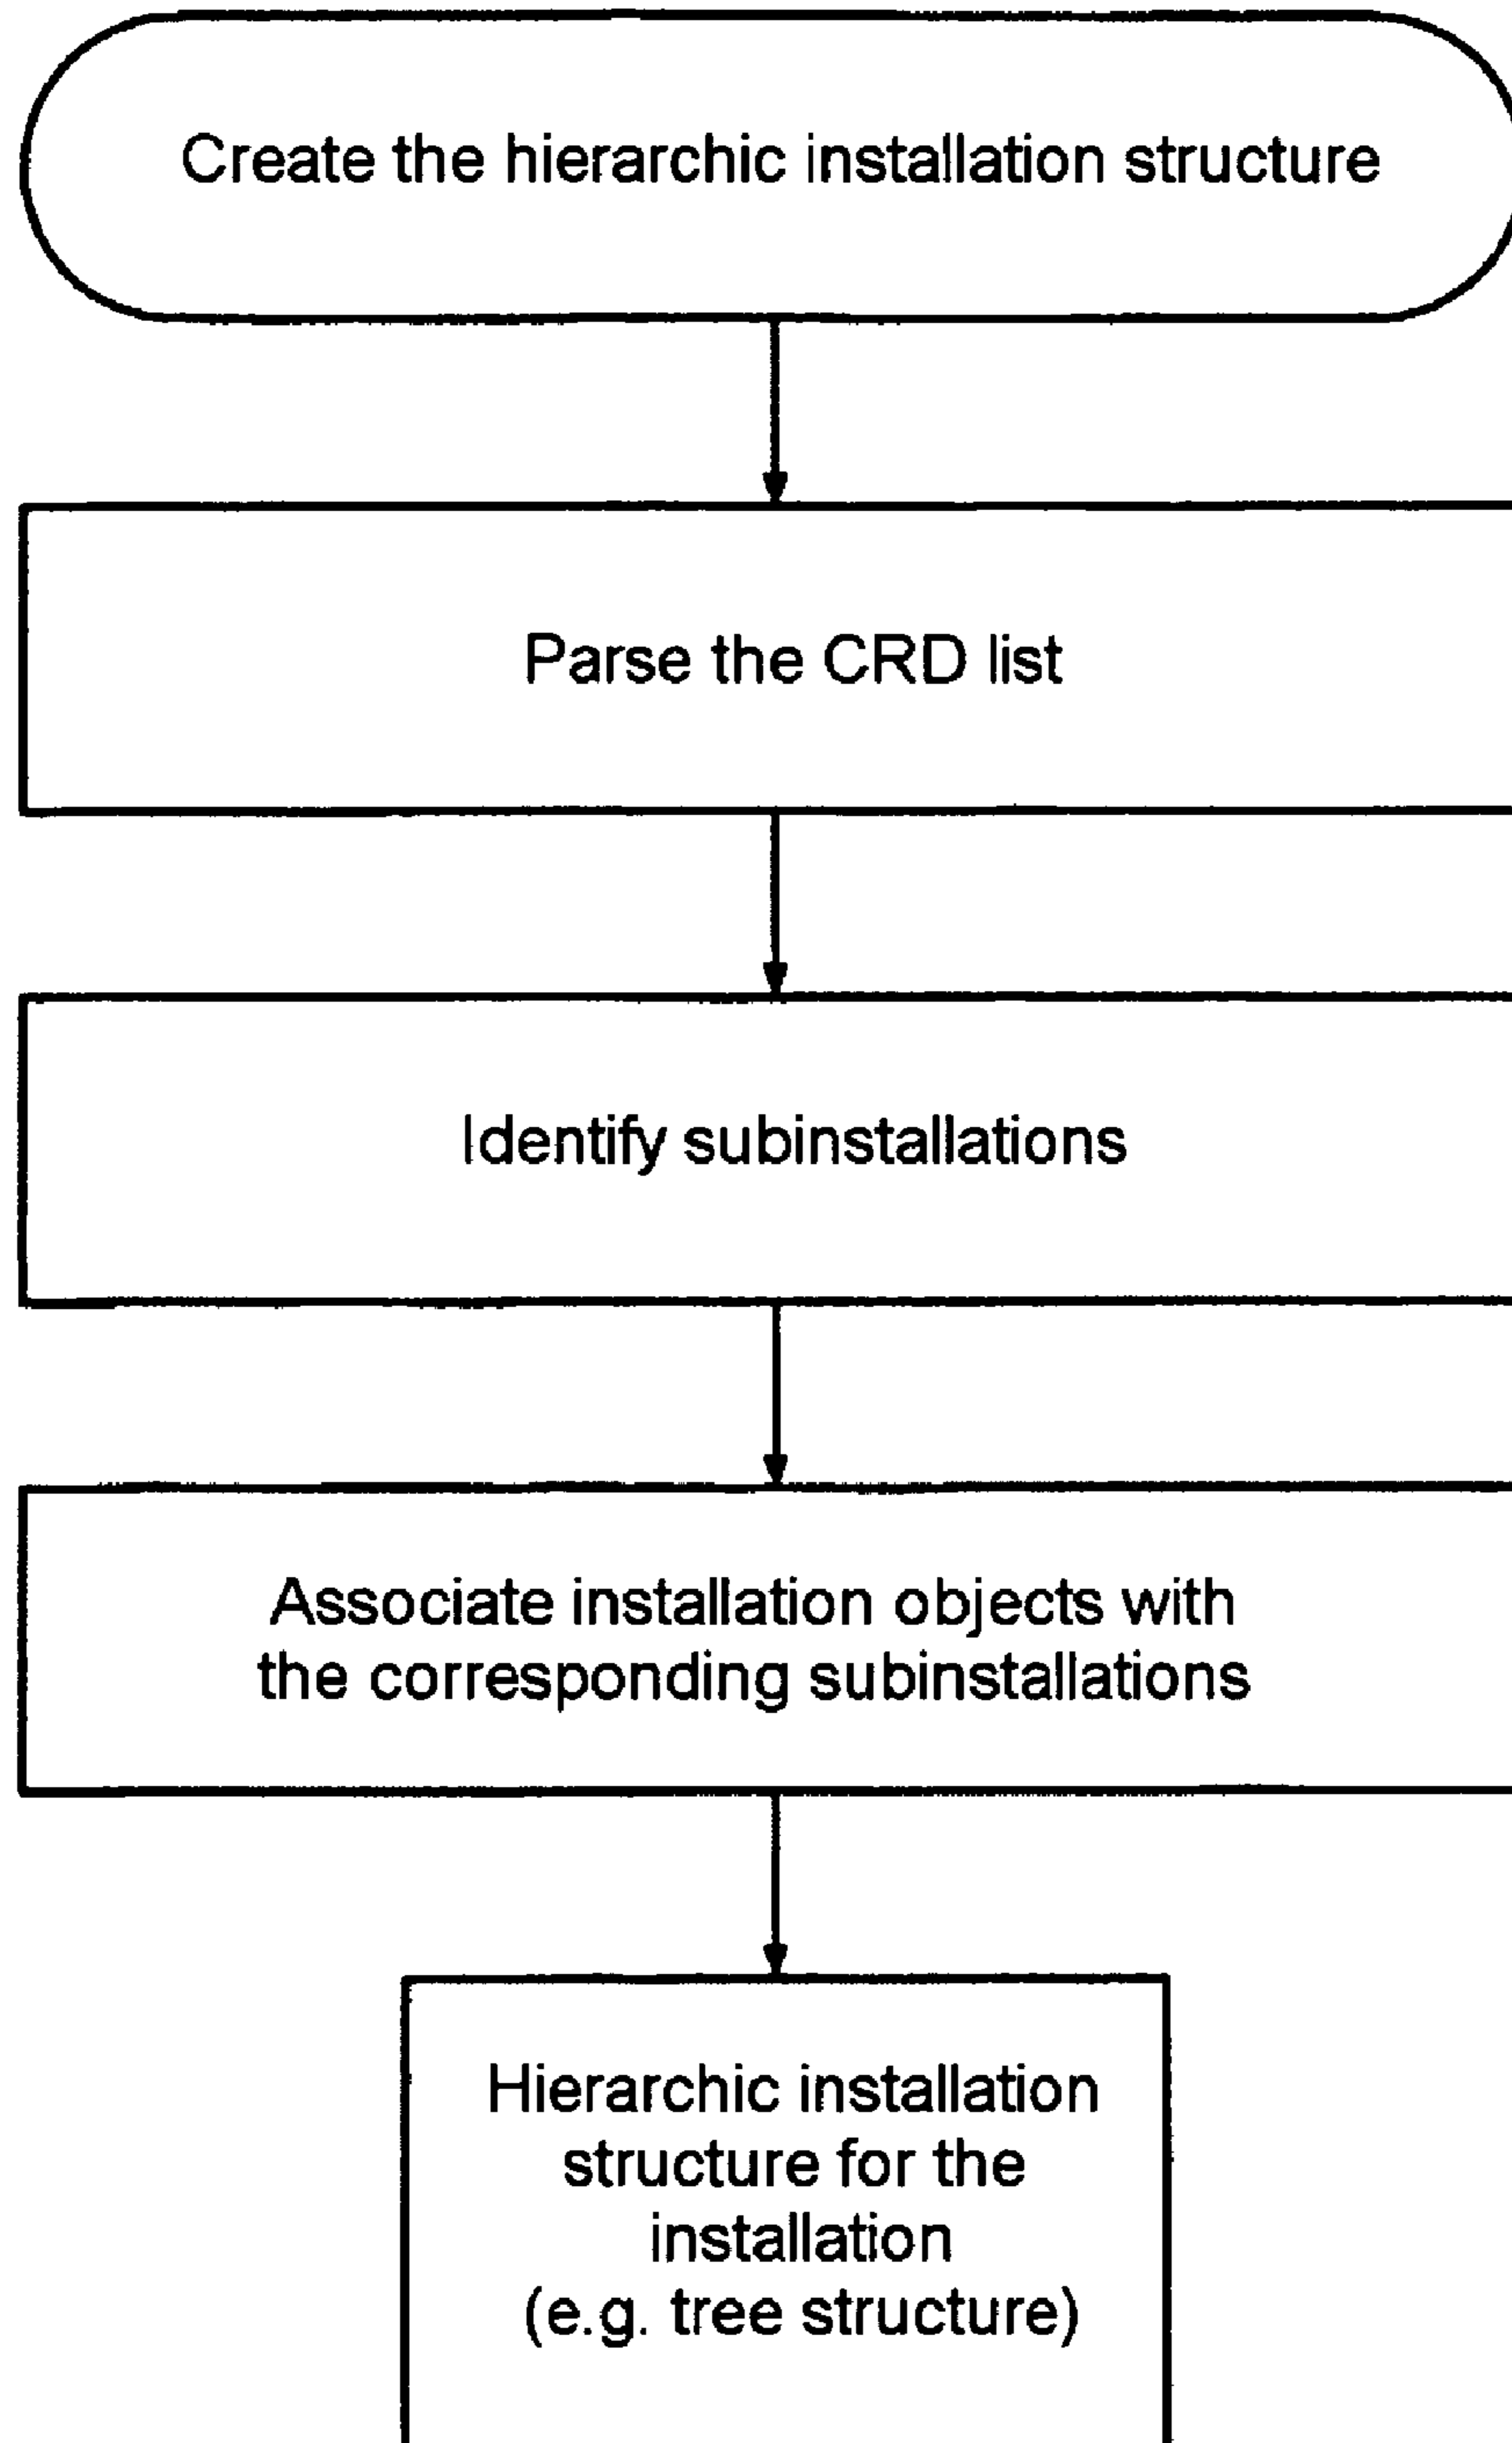 Create the hierarchic installation structure
Parse the CRD list
Identify subinstallations
Associate installation objects with
the corresponding subinstallations
Hierarchic installation
structure for the
installation
(e.g. tree structure)